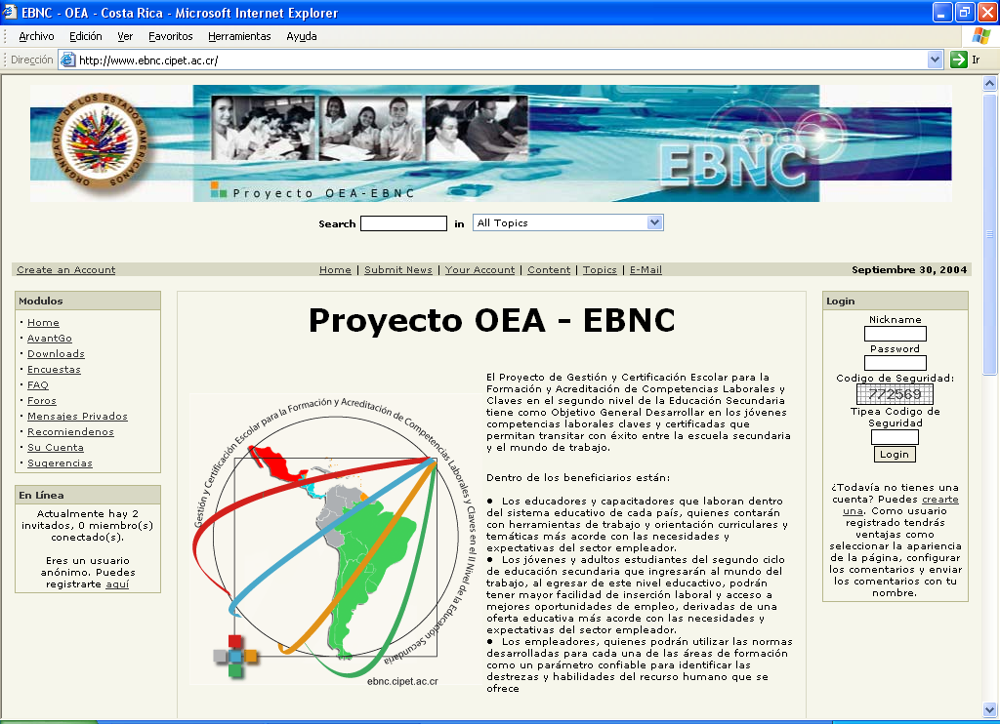 EBNC - OEA - Costa Rica - Microsoft Internet Explorer
Archivo Edición Ver Favoritos Herramientas Ayuda
Dirección http://www.ebnc.cipet.ac.cr/ Ir
ORGANIZACIÓN DE LOS ESTADOS AMERICANOS
EBNC
Proyecto OEA-EBNC
Search in All Topics
Create an Account Home | Submit News | Your Account | Content | Topics | E-Mail Septiembre 30, 2004
Modulos
· Home
· AvantGo
· Downloads
· Encuestas
· FAQ
· Foros
· Mensajes Privados
· Recomiendenos
· Su Cuenta
· Sugerencias
En Línea
Actualmente hay 2
invitados, 0 miembro(s)
conectado(s).
Eres un usuario
anónimo. Puedes
registrarte aquí
Proyecto OEA - EBNC
Gestión y Certificación Escolar para la Formación y Acreditación de Competencias Laborales y Claves en el II Nivel de la Educación Secundaria
ebnc.cipet.ac.cr
El Proyecto de Gestión y Certificación Escolar para la
Formación y Acreditación de Competencias Laborales y
Claves en el segundo nivel de la Educación Secundaria
tiene como Objetivo General Desarrollar en los jóvenes
competencias laborales claves y certificadas que
permitan transitar con éxito entre la escuela secundaria
y el mundo de trabajo.
Dentro de los beneficiarios están:
● Los educadores y capacitadores que laboran dentro
del sistema educativo de cada país, quienes contarán
con herramientas de trabajo y orientación curriculares y
temáticas más acorde con las necesidades y
expectativas del sector empleador.
● Los jóvenes y adultos estudiantes del segundo ciclo
de educación secundaria que ingresarán al mundo del
trabajo, al egresar de este nivel eductivo, podrán
tener mayor facilidad de inserción laboral y acceso a
mejores oportunidades de empleo, derivadas de una
oferta educativa más acorde con las necesidades y
expectativas del sector empleador.
● Los empleadores, quienes podrán utilizar las normas
desarrolladas para cada una de las áreas de formación
como un parámetro confiable para identificar las
destrezas y habilidades del recurso humano que se
ofrece
Login
Nickname
Password
Codigo de Seguridad:
772569
Tipea Codigo de
Seguridad
Login
¿Todavía no tienes una
cuenta? Puedes crearte
una. Como usuario
registrado tendrás
ventajas como
seleccionar la apariencia
de la página, configurar
los comentarios y enviar
los comentarios con tu
nombre.